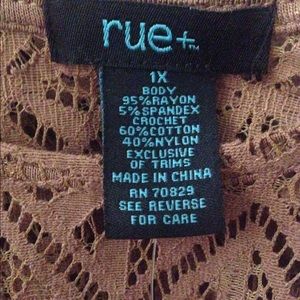 rue+™
1X
BODY
95%RAYON
5%SPANDEX
CROCHET
60%COTTON
40%NYLON
EXCLUSIVE
OF TRIMS
MADE IN CHINA
RN 70829
SEE REVERSE
FOR CARE